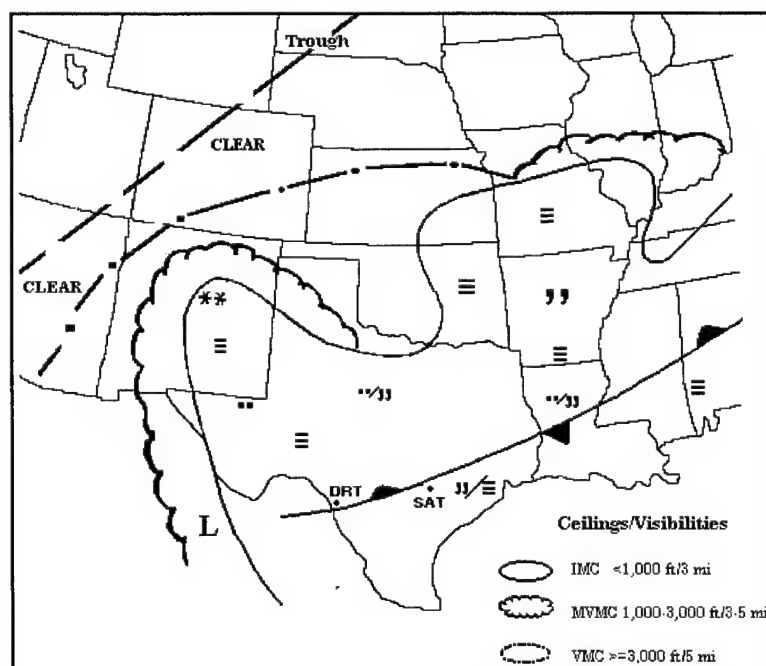 Trough
CLEAR
CLEAR
L
DRT
SAT
Ceilings/Visibilities
IMC <1,000 ft/3 mi
MVMC 1,000-3,000 ft/3-5 mi
VMC >=3,000 ft/5 mi